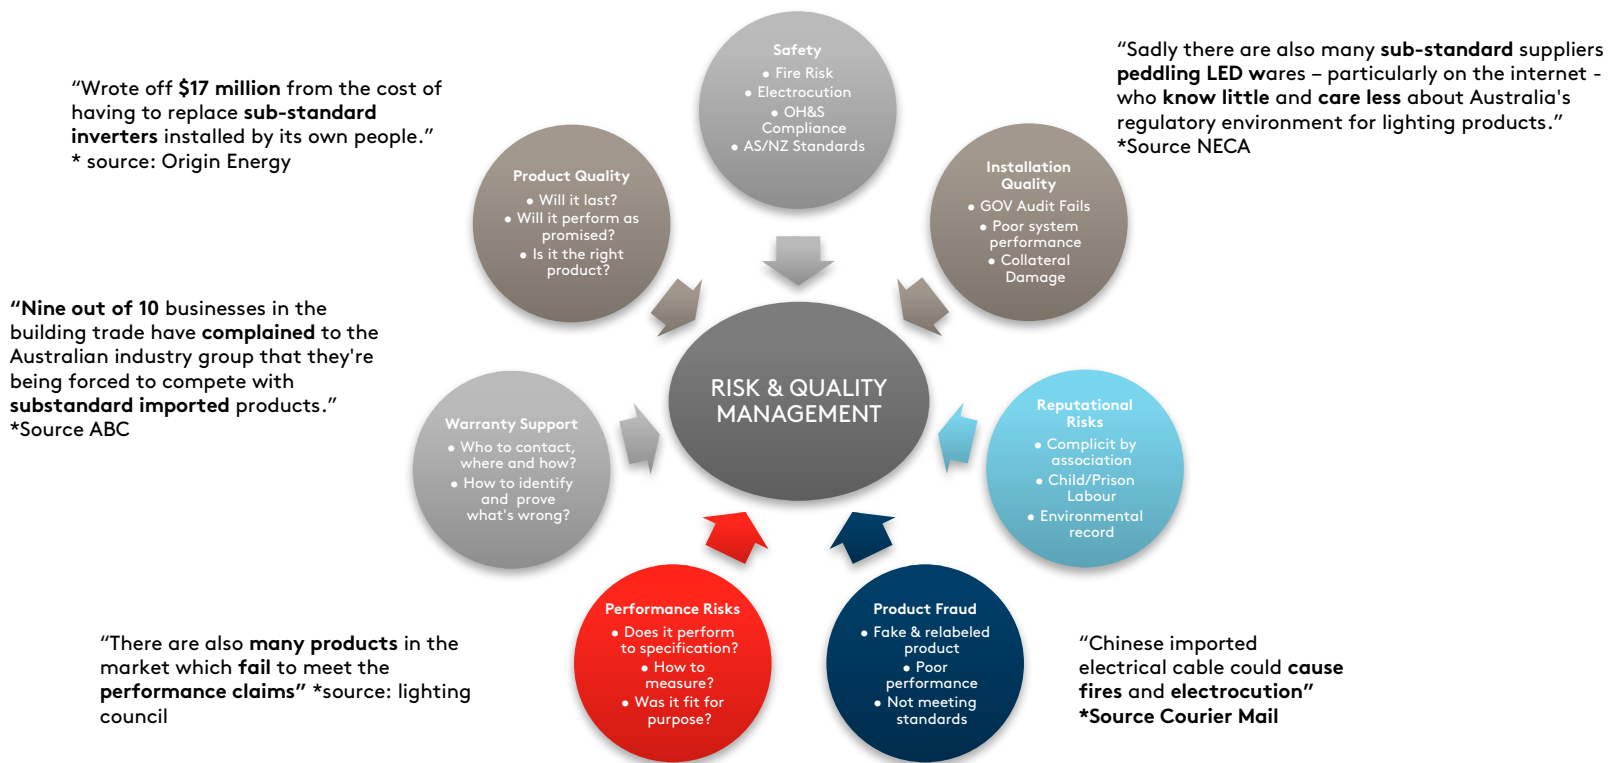 Safety
● Fire Risk
● Electrocution
● OH&S
Compliance
● AS/NZ Standards
“Wrote off $17 million from the cost of
having to replace sub-standard
inverters installed by its own people.”
* source: Origin Energy
“Sadly there are also many sub-standard suppliers
peddling LED wares – particularly on the internet -
who know little and care less about Australia's
regulatory environment for lighting products.”
*Source NECA
Product Quality
● Will it last?
● Will it perform as
promised?
● Is it the right
product?
Installation
Quality
● GOV Audit Fails
● Poor system
performance
● Collateral
Damage
“Nine out of 10 businesses in the
building trade have complained to the
Australian industry group that they're
being forced to compete with
substandard imported products.”
*Source ABC
RISK & QUALITY
MANAGEMENT
Warranty Support
● Who to contact,
where and how?
● How to identify
and prove
what's wrong?
Reputational
Risks
● Complicit by
association
● Child/Prison
Labour
● Environmental
record
Performance Risks
● Does it perform
to specification?
● How to
measure?
● Was it fit for
purpose?
Product Fraud
● Fake & relabeled
product
● Poor
performance
● Not meeting
standards
“There are also many products in the
market which fail to meet the
performance claims” *source: lighting
council
“Chinese imported
electrical cable could cause
fires and electrocution”
*Source Courier Mail